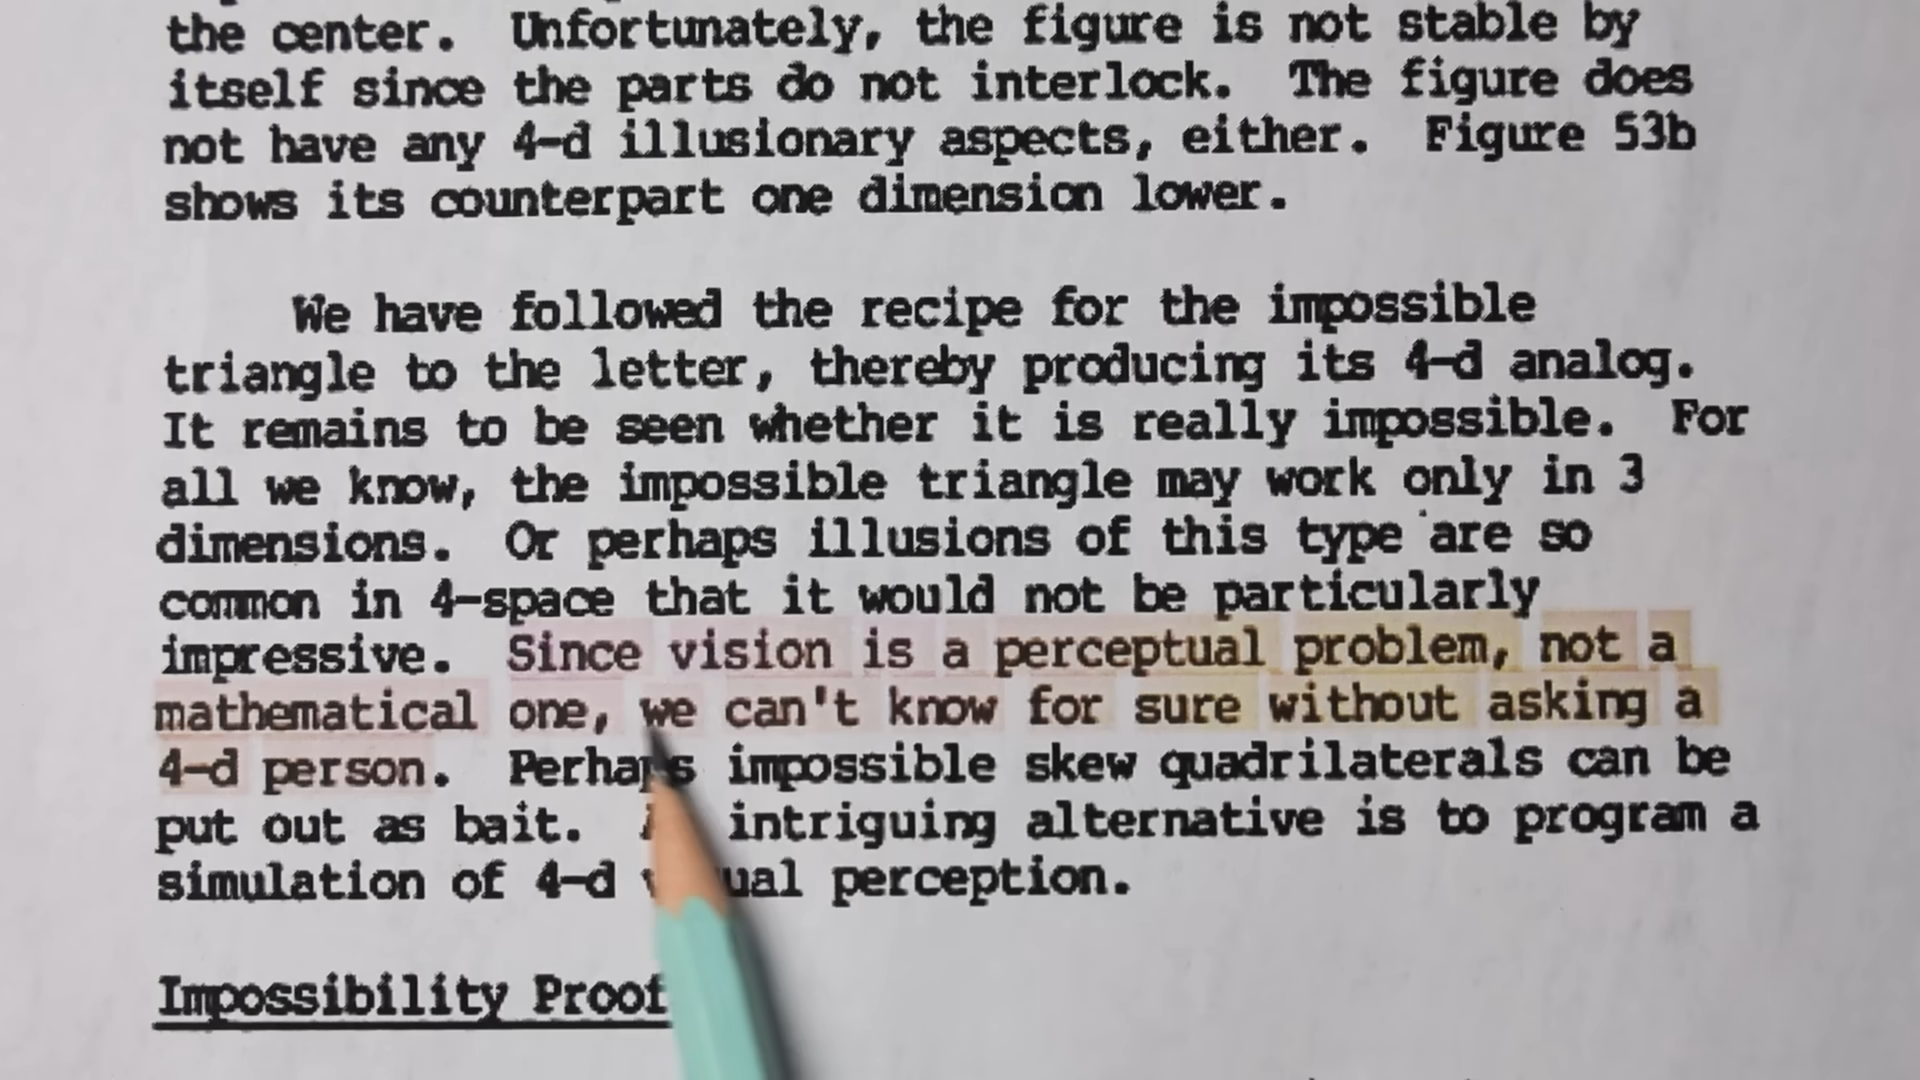 the center. Unfortunately, the figure is not stable by
itself since the parts do not interlock. The figure does
not have any 4-d illusionary aspects, either. Figure 53b
shows its counterpart one dimension lower.
We have followed the recipe for the impossible
triangle to the letter, thereby producing its 4-d analog.
It remains to be seen whether it is really impossible. For
all we know, the impossible triangle may work only in 3
dimensions. Or perhaps illusions of this type are so
common in 4-space that it would not be particularly
impressive. Since vision is a perceptual problem, not a
mathematical one, we can't know for sure without asking a
4-d person. Perhaps impossible skew quadrilaterals can be
put out as bait. intriguing alternative is to program a
simulation of 4-d perception.
Impossibility Proof